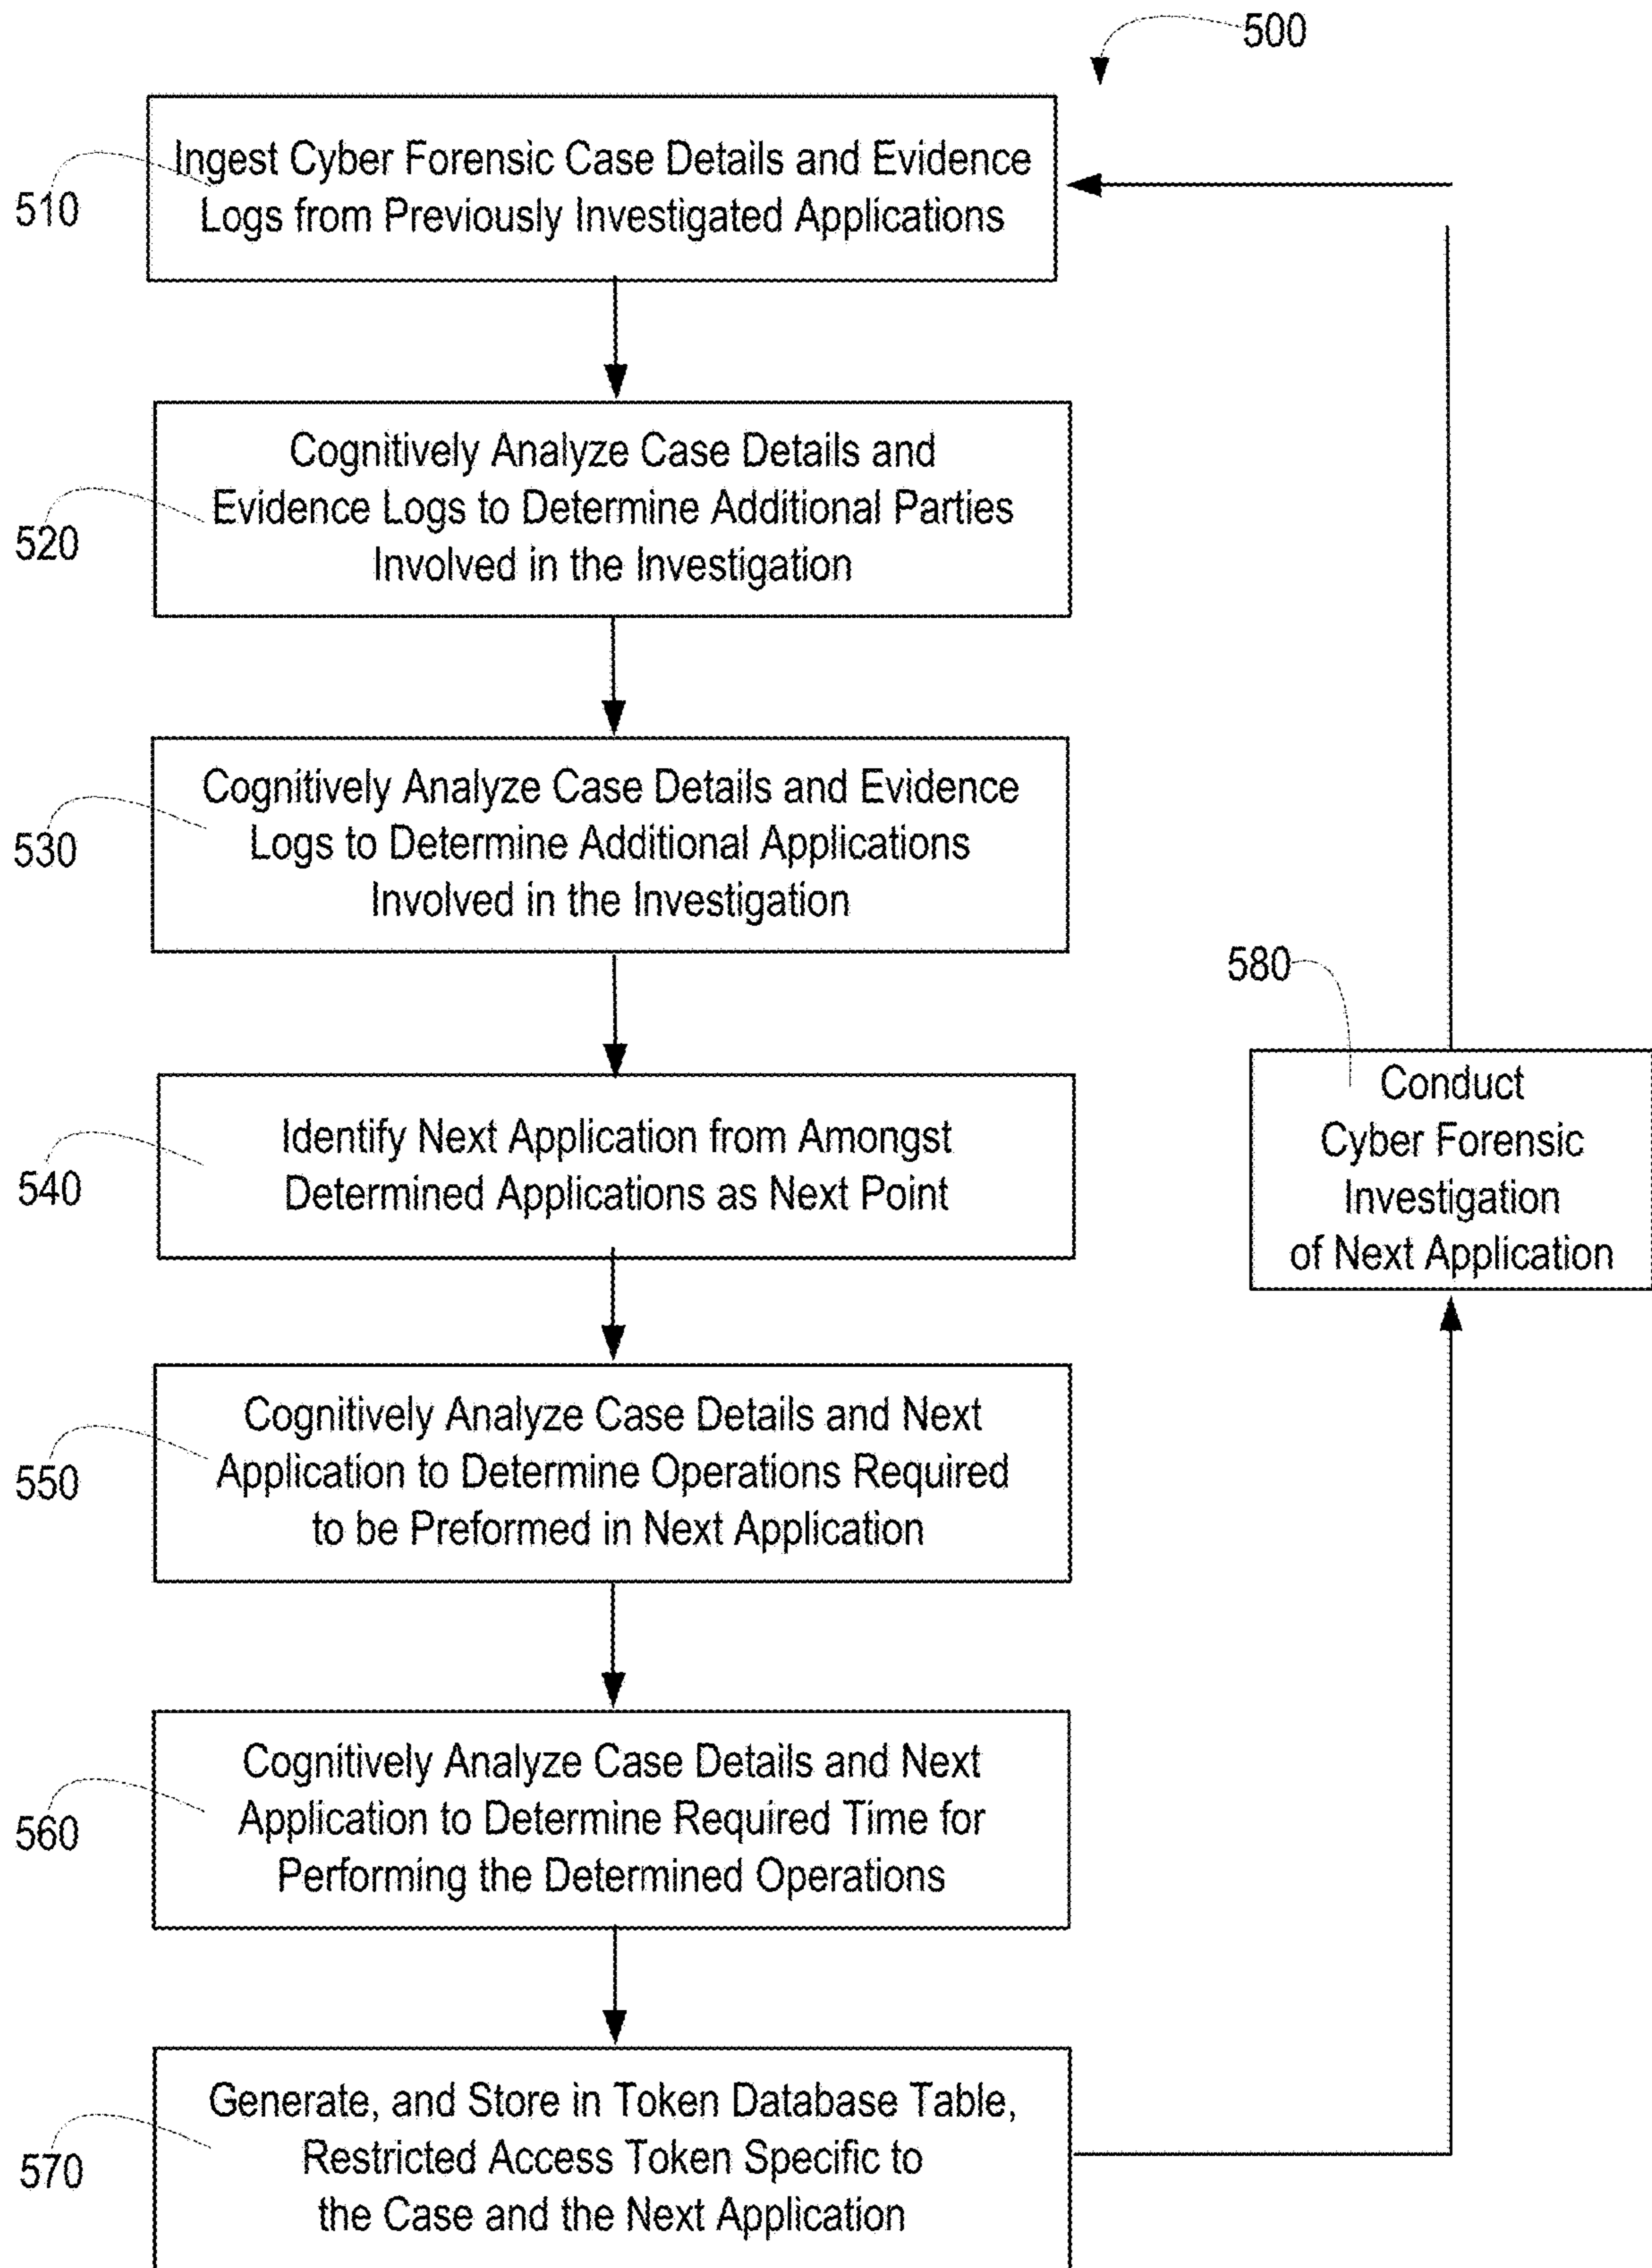 500
Ingest Cyber Forensic Case Details and Evidence
Logs from Previously Investigated Applications
510
Cognitively Analyze Case Details and
Evidence Logs to Determine Additional Parties
Involved in the Investigation
520
Cognitively Analyze Case Details and Evidence
Logs to Determine Additional Applications
Involved in the Investigation
530
Identify Next Application from Amongst
Determined Applications as Next Point
540
Cognitively Analyze Case Details and Next
Application to Determine Operations Required
to be Preformed in Next Application
550
Cognitively Analyze Case Details and Next
Application to Determine Required Time for
Performing the Determined Operations
560
Generate, and Store in Token Database Table,
Restricted Access Token Specific to
the Case and the Next Application
570
580
Conduct
Cyber Forensic
Investigation
of Next Application